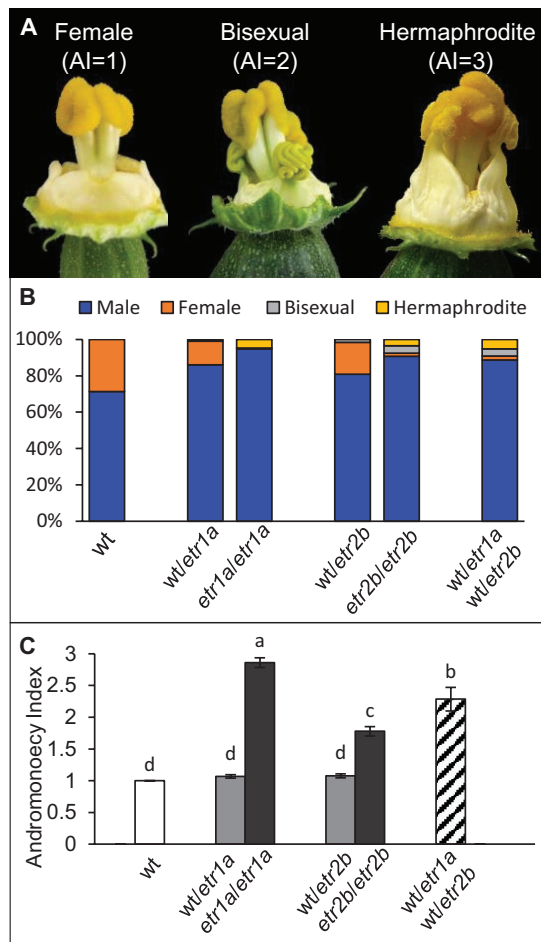 A
Female Bisexual Hermaphrodite
(AI=1) (AI=2) (AI=3)
B
Male Female Bisexual Hermaphrodite
100%
80%
60%
40%
20%
0%
wt
wt/etr1a
etr1a/etr1a
wt/etr2b
etr2b/etr2b
wt/etr1a
wt/etr2b
C
Andromonoecy Index
3
2.5
2
1.5
1
0.5
0
d
d
a
d
c
b
wt
wt/etr1a
etr1a/etr1a
wt/etr2b
etr2b/etr2b
wt/etr1a
wt/etr2b